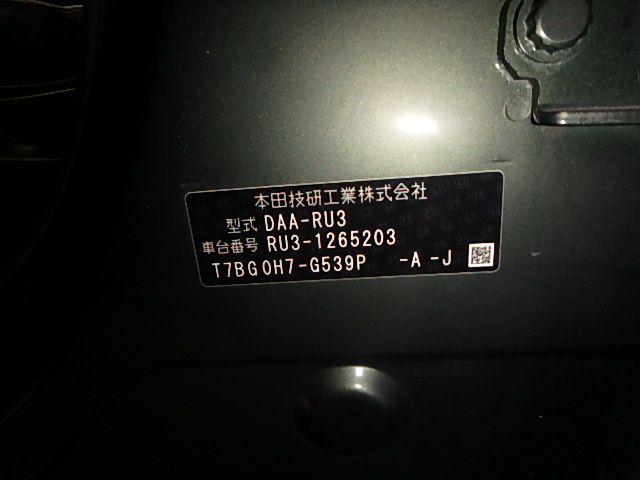 本田技研工業株式会社
型式 DAA-RU3
車台番号 RU3-1265203
T7BG0H7-G539P -A -J